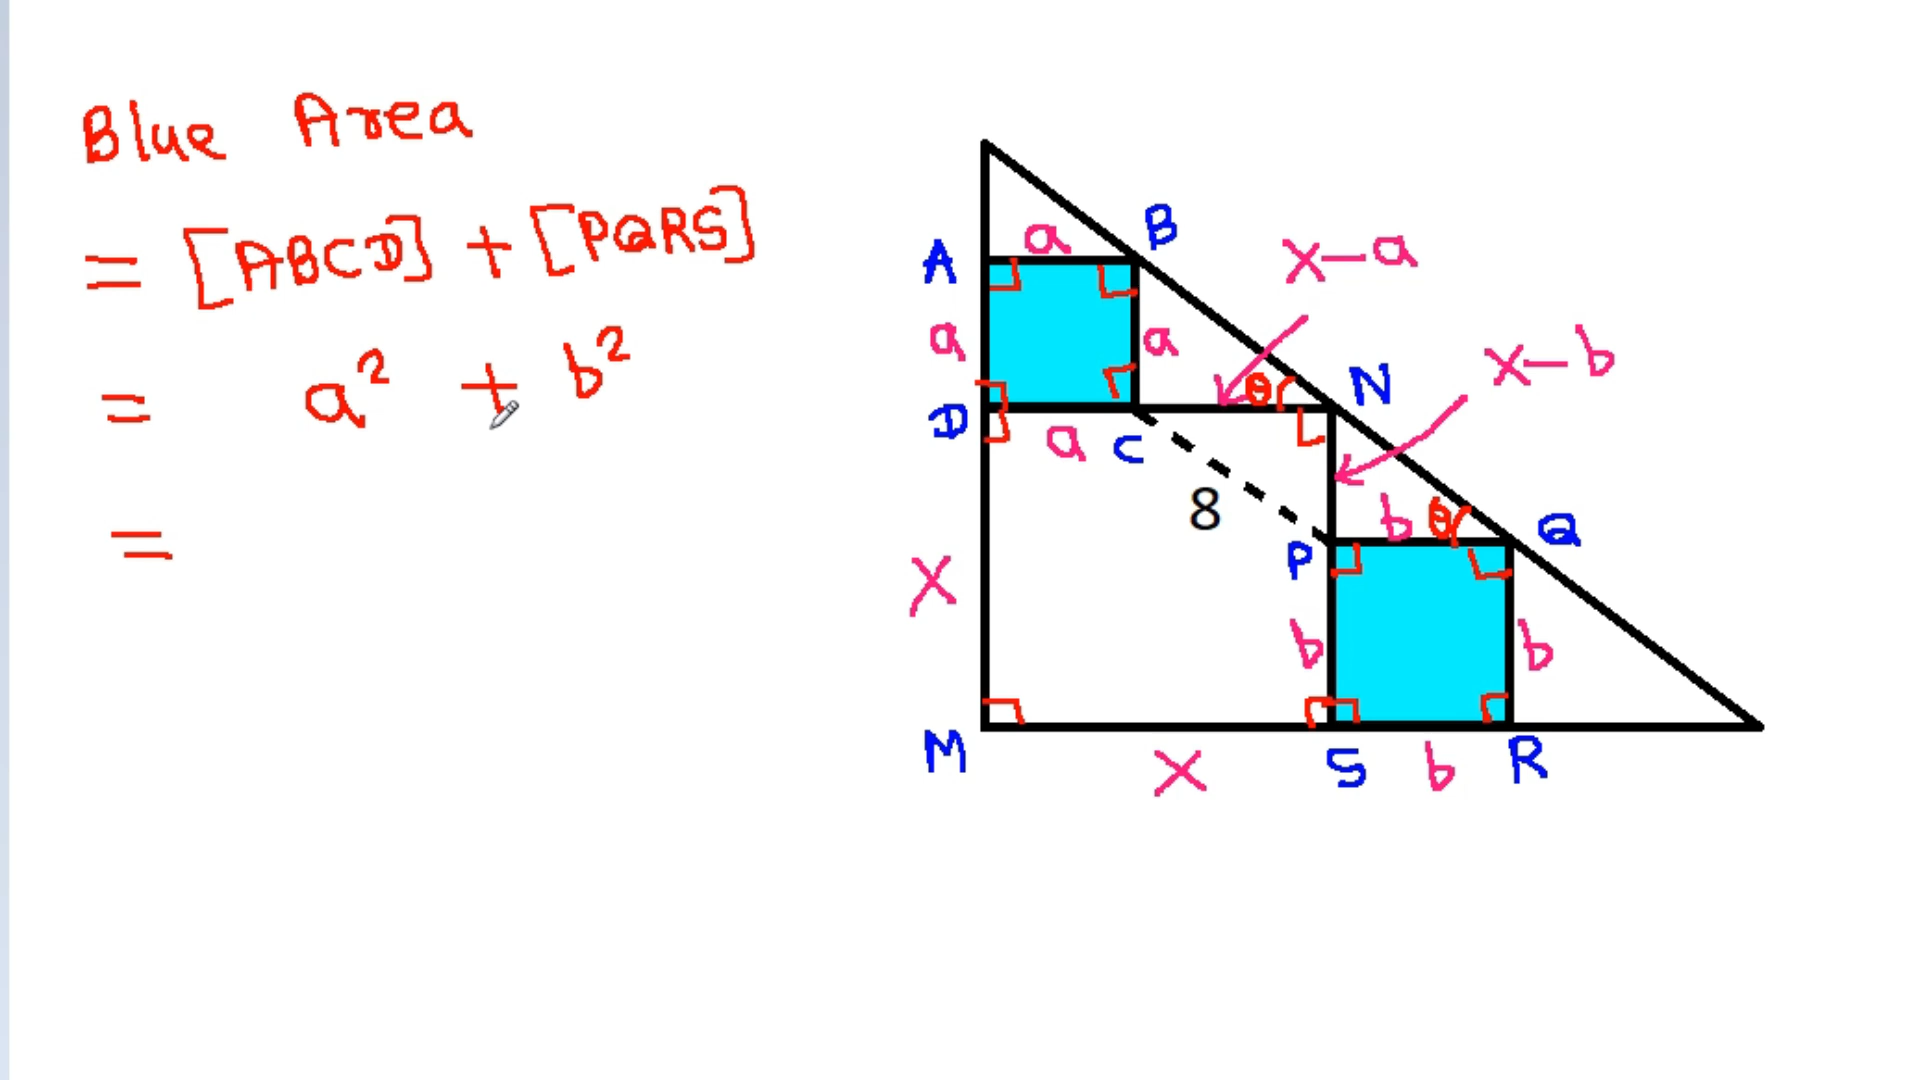 Blue Area
= [ABCD] + [PQRS]
= a² + b²
=
B
a
x-a
A
a
a
x-b
θ
N
D
a
C
8
b
θ
Q
P
x
b
b
M
S
R
x
b